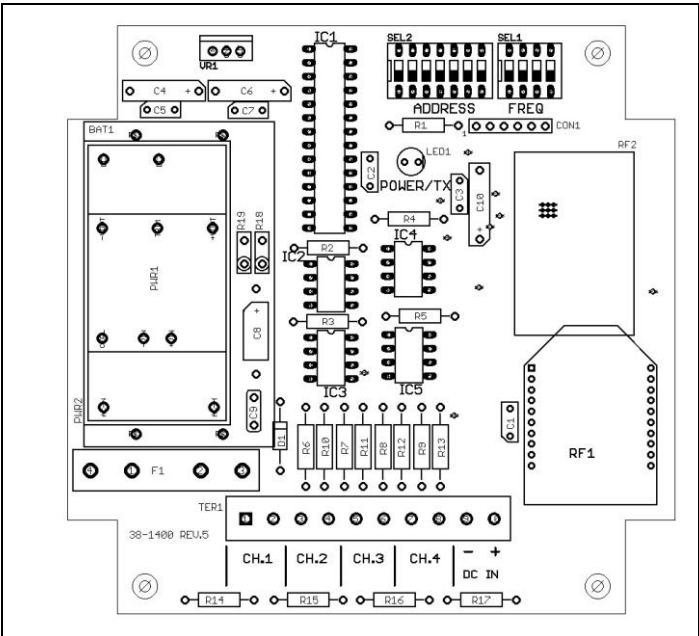 IC1
SEL2
SEL1
VR1
C4
+
C6
+
C5
C7
ADDRESS
FREQ
BAT1
R1
1
CON1
LED1
RF2
C2
POWER/TX
C3
C10
+
R19
R18
R4
IC4
R2
IC2
PWR1
+
C8
R3
R5
IC3
IC5
PWR2
C9
D1
R6
R10
R7
R11
R8
R12
R9
R13
C1
RF1
F1
TER1
38-1400 REV.5
CH.1
CH.2
CH.3
CH.4
- +
DC IN
R14
R15
R16
R17